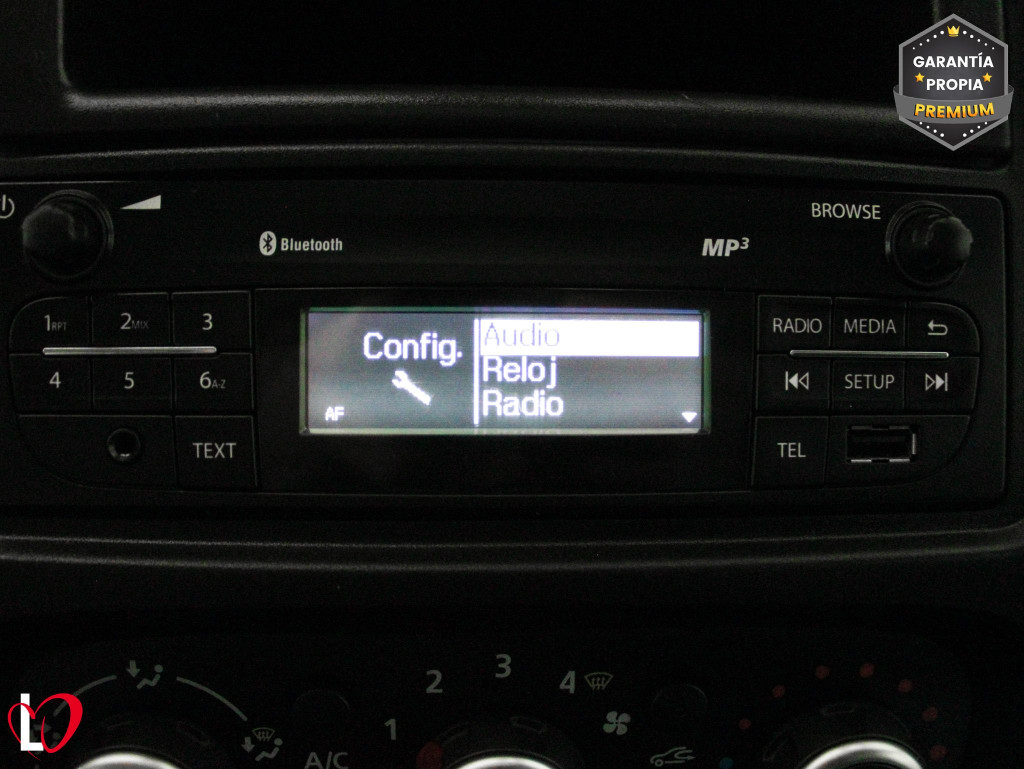 GARANTÍA
PROPIA
PREMIUM
BROWSE
Bluetooth
MP3
1RPT
2MIX
3
4
5
6A-Z
TEXT
Config.
AF
Audio
Reloj
Radio
RADIO
MEDIA
SETUP
TEL
1
2
3
4
A/C
L